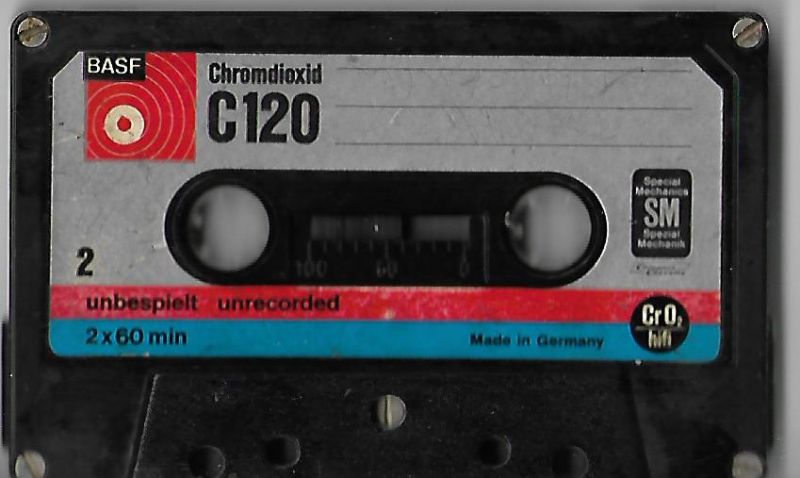 BASF
Chromdioxid
C120
Special
Mechanics
SM
Spezial
Mechanik
100 60 0
2
unbespielt unrecorded
2x60 min
Made in Germany
CrO₂
hifi